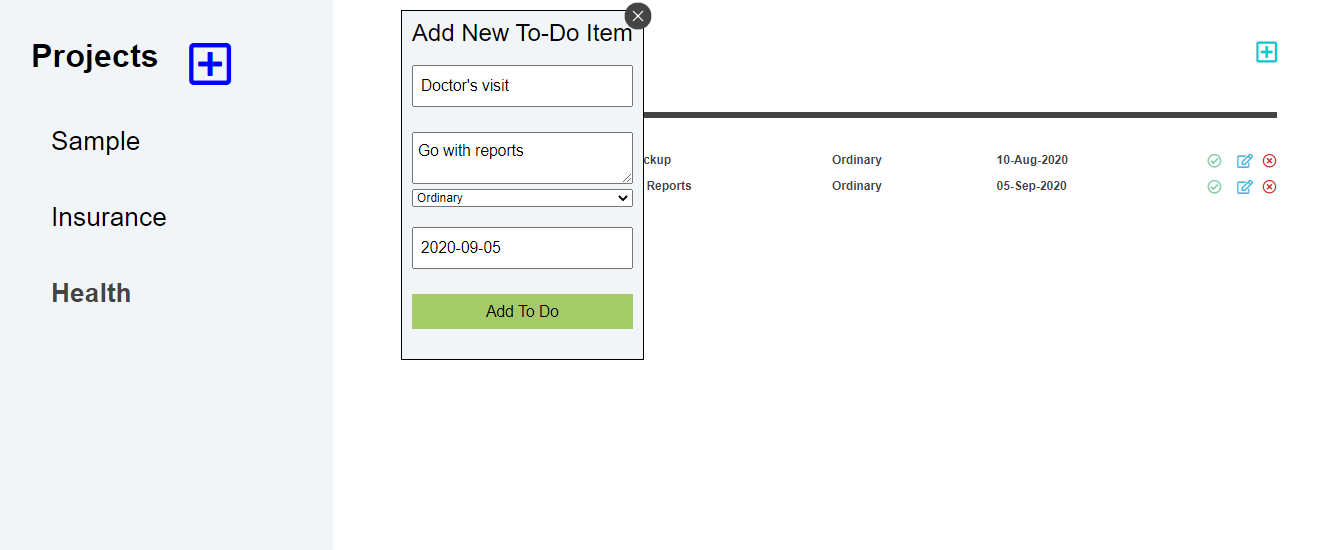 Projects
Sample
Insurance
Health
Add New To-Do Item
Doctor's visit
Go with reports
Ordinary
2020-09-05
Add To Do
Ordinary 10-Aug-2020
Reports Ordinary 05-Sep-2020